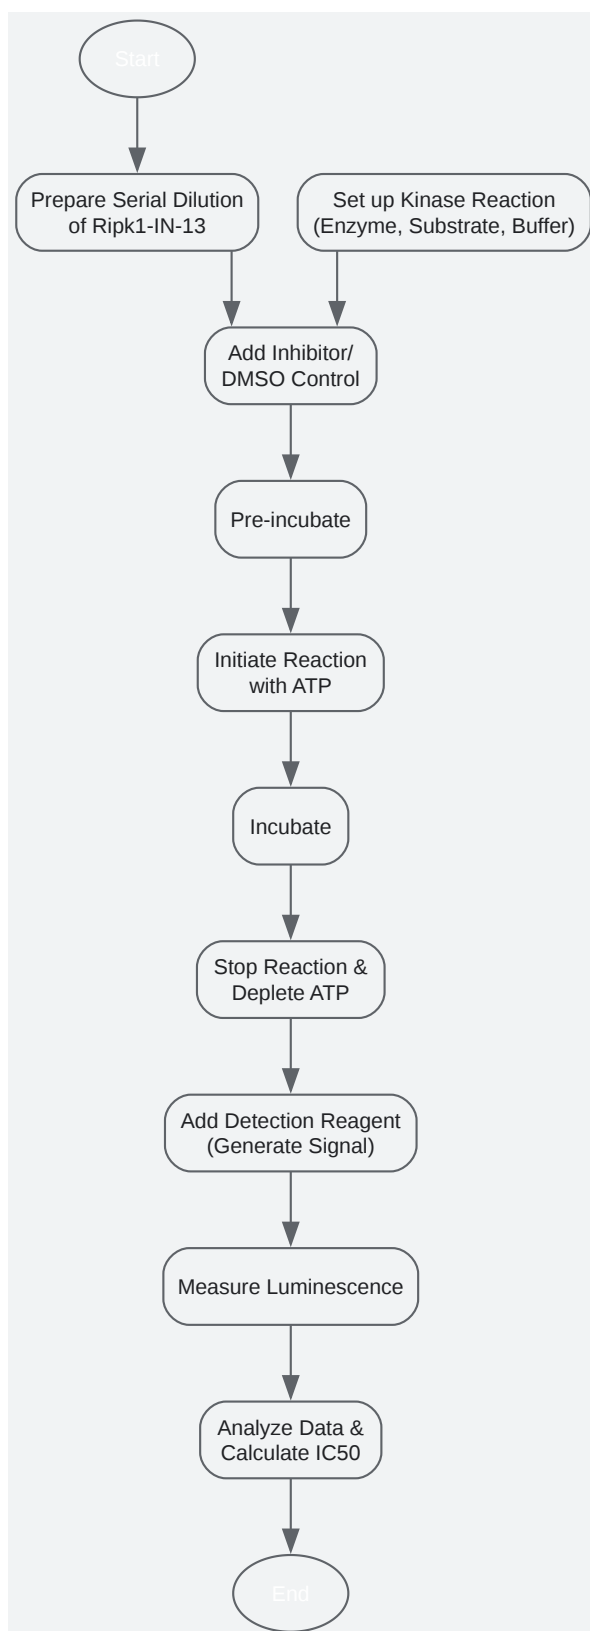 Start
Prepare Serial Dilution
of Ripk1-IN-13
Set up Kinase Reaction
(Enzyme, Substrate, Buffer)
Add Inhibitor/
DMSO Control
Pre-incubate
Initiate Reaction
with ATP
Incubate
Stop Reaction &
Deplete ATP
Add Detection Reagent
(Generate Signal)
Measure Luminescence
Analyze Data &
Calculate IC50
End